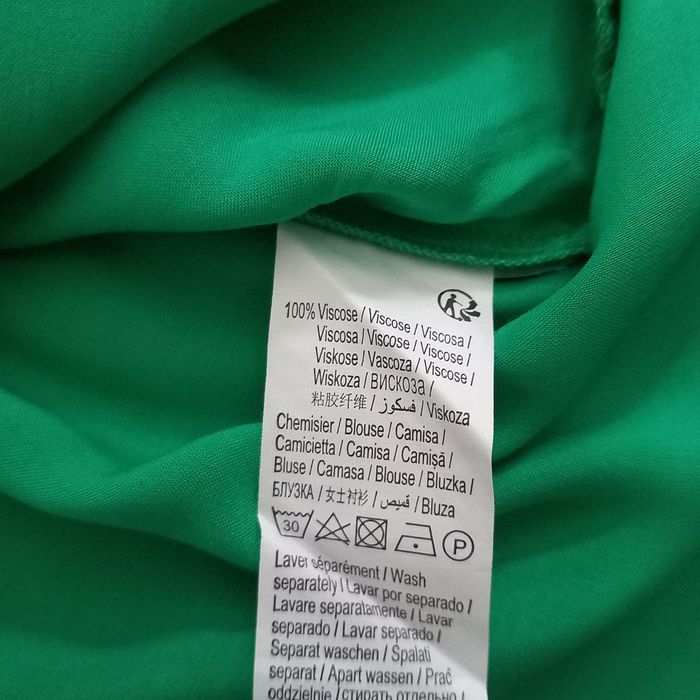 100% Viscose / Viscose / Viscosa /
Viscosa / Viscose / Viscose /
Viskose / Vascoza / Viscose /
Wiskoza / ВИСКОЗА /
粘胶纤维 / فسكوز / Viskoza
Chemisier / Blouse / Camisa /
Camicietta / Camisa / Camișă /
Bluse / Camasa / Blouse / Bluzka /
БЛУЗКА / 女士衬衫 / قميص / Bluza
30 P
Laver séparément / Wash
separately / Lavar por separado /
Lavare separatamente / Lavar
separado / Lavar separado /
Separat waschen / Spalati
separat / Apart wassen / Prać
oddzielnie / стирать отдельно /